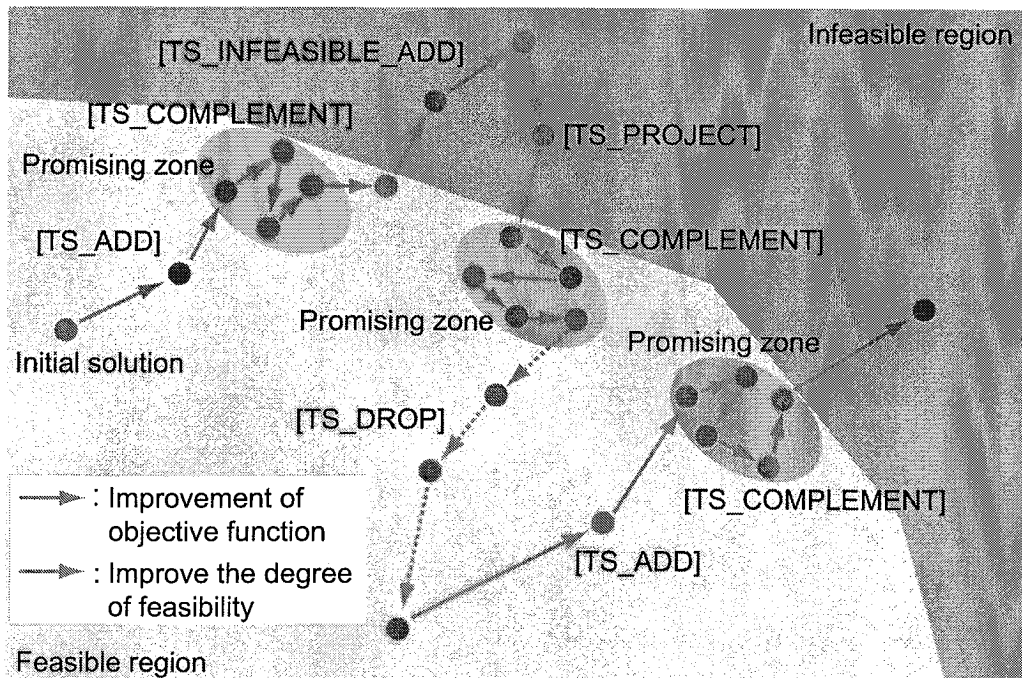 Infeasible region
[TS_INFEASIBLE_ADD]
[TS_COMPLEMENT]
[TS_PROJECT]
Promising zone
[TS_ADD]
[TS_COMPLEMENT]
Promising zone
Promising zone
Initial solution
[TS_DROP]
[TS_COMPLEMENT]
: Improvement of
objective function
[TS_ADD]
: Improve the degree
of feasibility
Feasible region